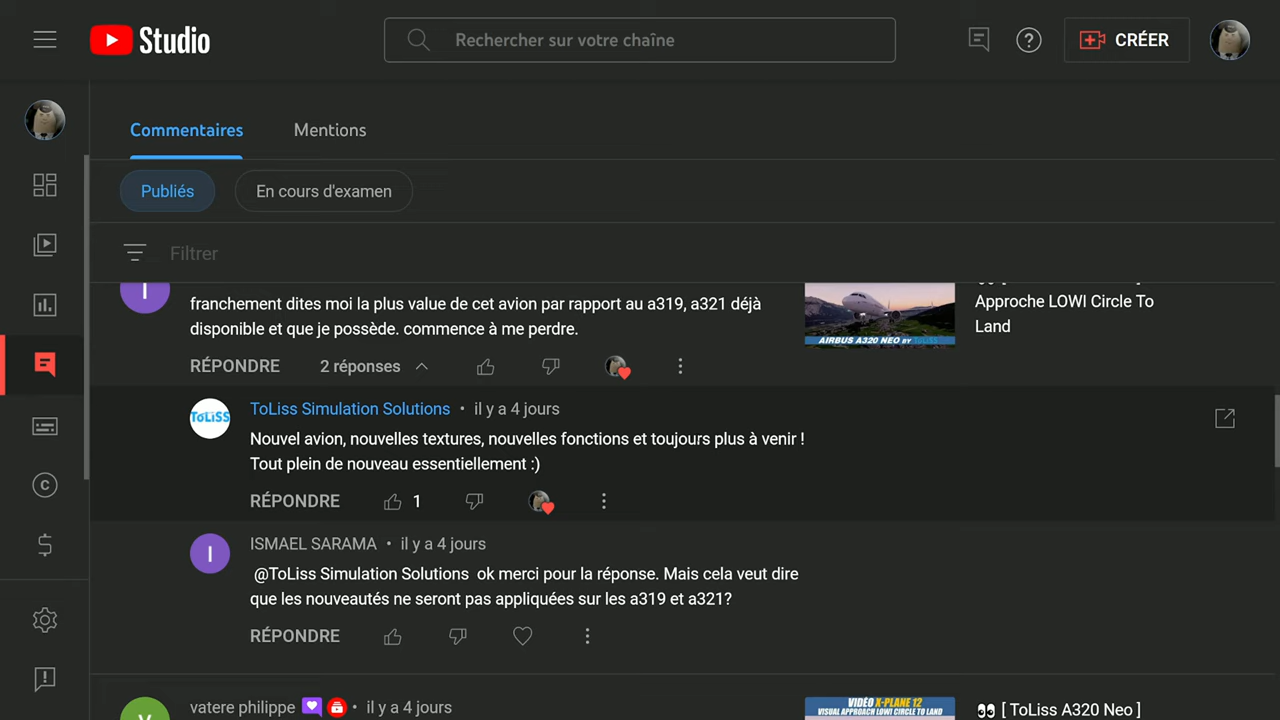 Studio
Rechercher sur votre chaîne
CRÉER
Commentaires
Mentions
Publiés
En cours d'examen
Filtrer
I
franchement dites moi la plus value de cet avion par rapport au a319, a321 déjà
disponible et que je possède. commence à me perdre.
AIRBUS A320 NEO BY TOLISS
Approche LOWI Circle To
Land
RÉPONDRE
2 réponses
TOLISS
ToLiss Simulation Solutions • il y a 4 jours
Nouvel avion, nouvelles textures, nouvelles fonctions et toujours plus à venir !
Tout plein de nouveau essentiellement :)
RÉPONDRE
1
I
ISMAEL SARAMA • il y a 4 jours
@ToLiss Simulation Solutions ok merci pour la réponse. Mais cela veut dire
que les nouveautés ne seront pas appliquées sur les a319 et a321?
RÉPONDRE
vatere philippe • il y a 4 jours
VIDÉO X-PLANE 12
VISUAL APPROACH LOWI CIRCLE TO LAND
👀 [ ToLiss A320 Neo ]